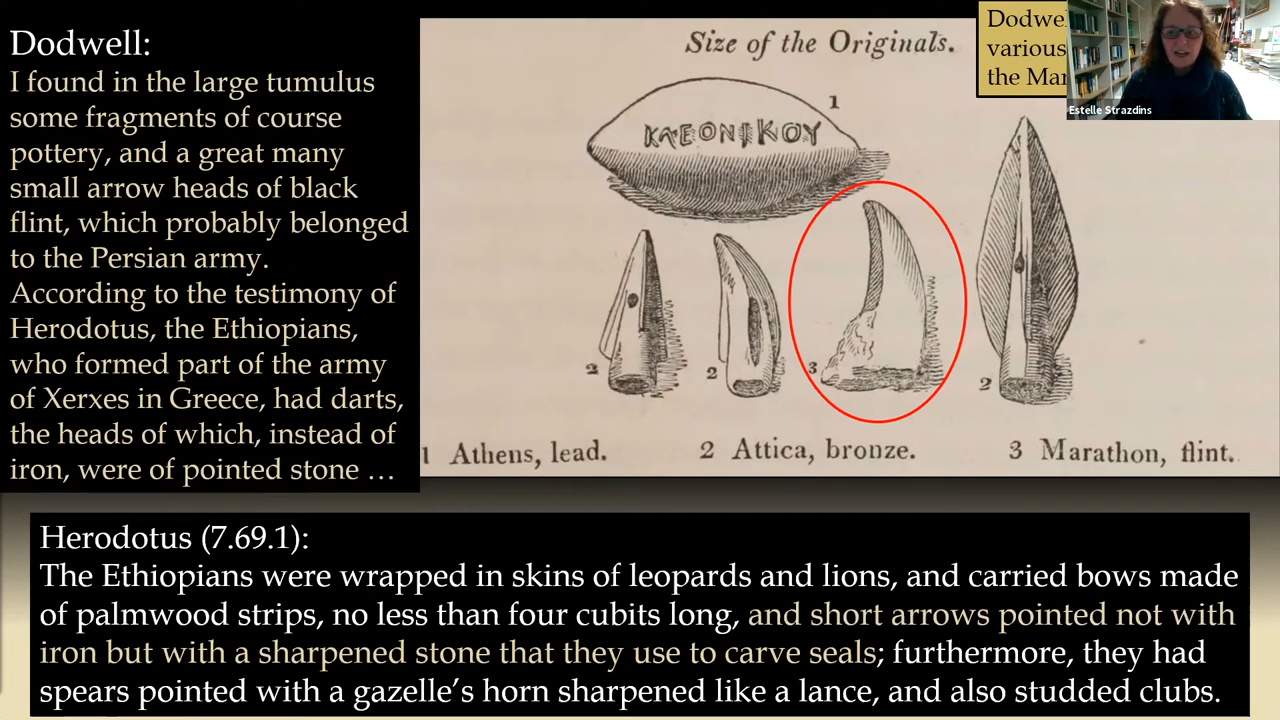 Dodwell:
I found in the large tumulus
some fragments of course
pottery, and a great many
small arrow heads of black
flint, which probably belonged
to the Persian army.
According to the testimony of
Herodotus, the Ethiopians,
who formed part of the army
of Xerxes in Greece, had darts,
the heads of which, instead of
iron, were of pointed stone …
Size of the Originals.
1
2
2
3
2
1 Athens, lead.
2 Attica, bronze.
3 Marathon, flint.
various
the
Estelle Strazdins
Herodotus (7.69.1):
The Ethiopians were wrapped in skins of leopards and lions, and carried bows made
of palmwood strips, no less than four cubits long, and short arrows pointed not with
iron but with a sharpened stone that they use to carve seals; furthermore, they had
spears pointed with a gazelle's horn sharpened like a lance, and also studded clubs.